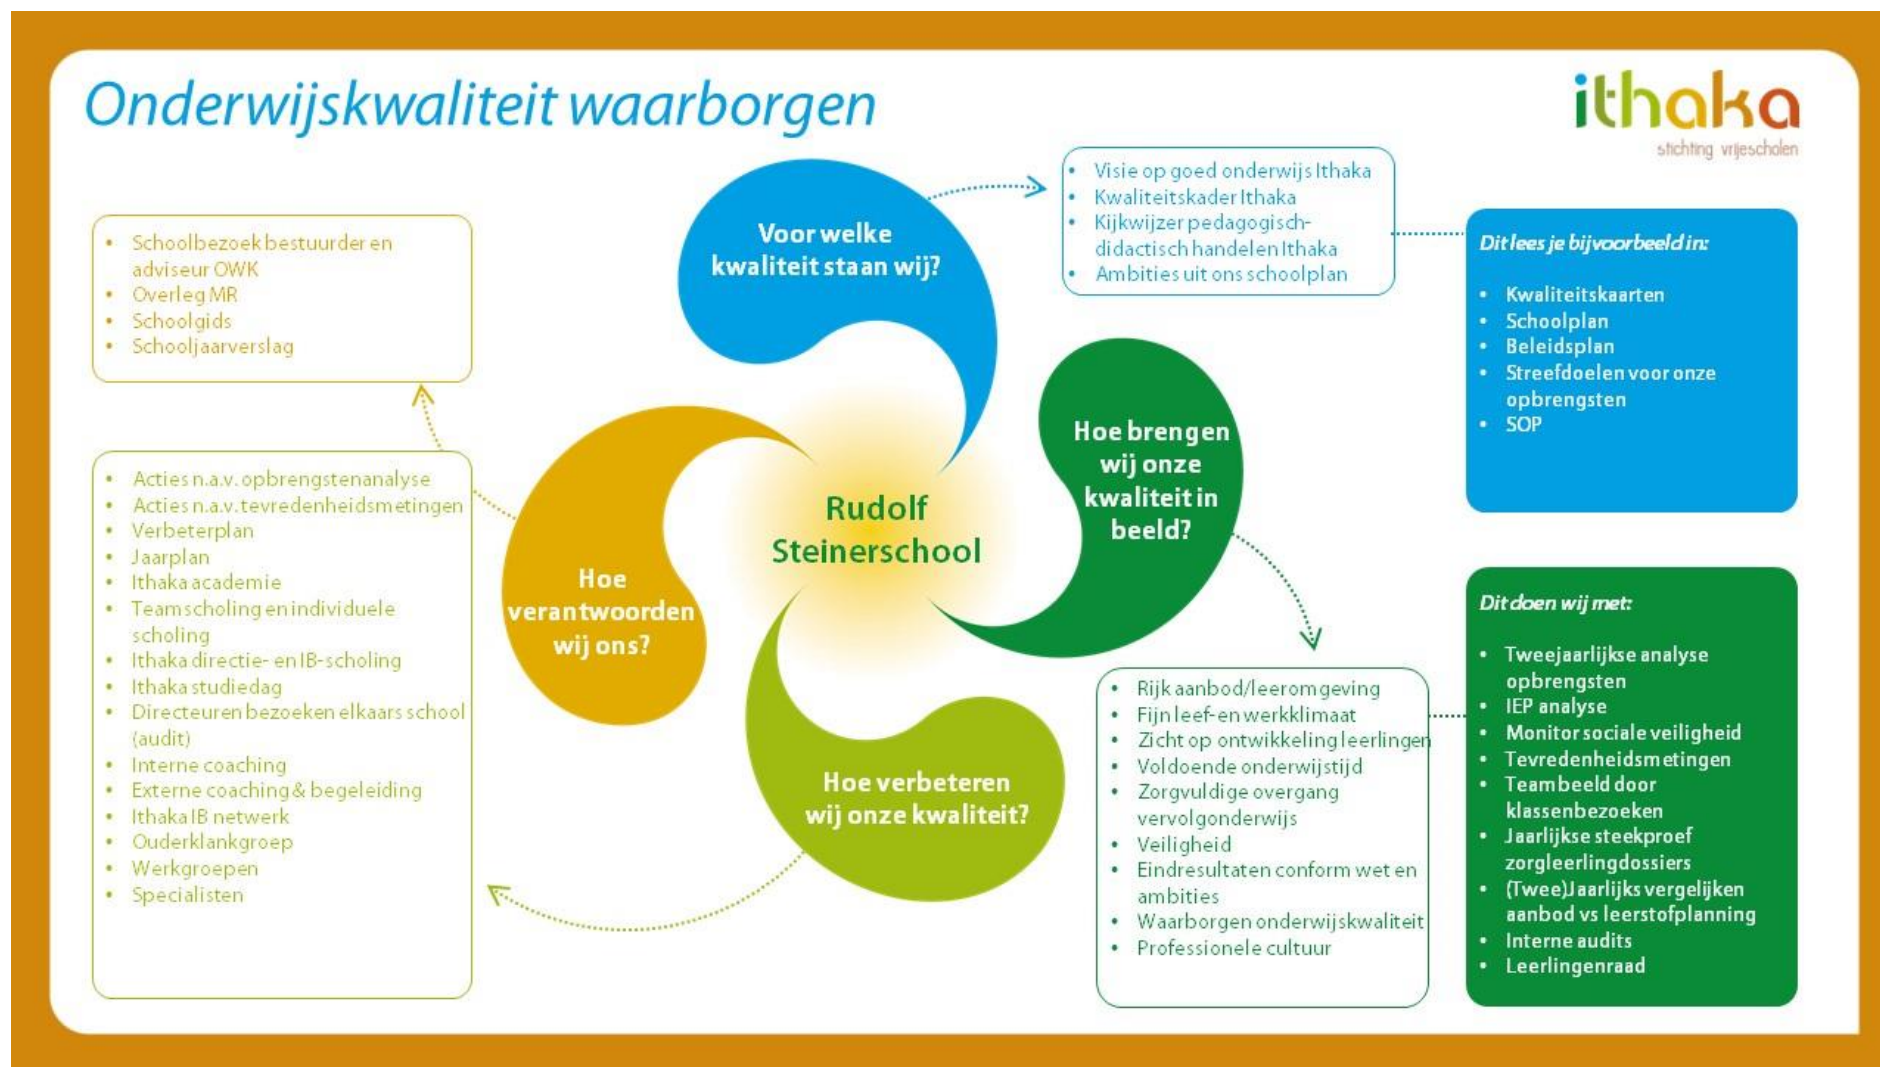 Onderwijskwaliteit waarborgen
ithaka
stichting vrijescholen
Voor welke
kwaliteit staan wij?
• Visie op goed onderwijs Ithaka
• Kwaliteitskader Ithaka
• Kijkwijzer pedagogisch-
didactisch handelen Ithaka
• Ambities uit ons schoolplan
Dit lees je bijvoorbeeld in:
• Kwaliteitskaarten
• Schoolplan
• Beleidsplan
• Streefdoelen voor onze
opbrengsten
• SOP
Hoe brengen
wij onze
kwaliteit in
beeld?
• Rijk aanbod/leeromgeving
• Fijn leef-en werkklimaat
• Zicht op ontwikkeling leerlingen
• Voldoende onderwijstijd
• Zorgvuldige overgang
vervolgonderwijs
• Veiligheid
• Eindresultaten conform wet en
ambities
• Waarborgen onderwijskwaliteit
• Professionele cultuur
Dit doen wij met:
• Tweejaarlijkse analyse
opbrengsten
• IEP analyse
• Monitor sociale veiligheid
• Tevredenheidsmetingen
• Teambeeld door
klassenbezoeken
• Jaarlijkse steekproef
zorgleerlingdossiers
• (Twee)Jaarlijks vergelijken
aanbod vs leerstofplanning
• Interne audits
• Leerlingenraad
Rudolf
Steinerschool
Hoe verbeteren
wij onze kwaliteit?
• Acties n.a.v. opbrengstenanalyse
• Acties n.a.v. tevredenheidsmetingen
• Verbeterplan
• Jaarplan
• Ithaka academie
• Teamscholing en individuele
scholing
• Ithaka directie- en IB-scholing
• Ithaka studiedag
• Directeuren bezoeken elkaars school
(audit)
• Interne coaching
• Externe coaching & begeleiding
• Ithaka IB netwerk
• Ouderklankgroep
• Werkgroepen
• Specialisten
Hoe
verantwoorden
wij ons?
• Schoolbezoek bestuurder en
adviseur OWK
• Overleg MR
• Schoolgids
• Schooljaarverslag